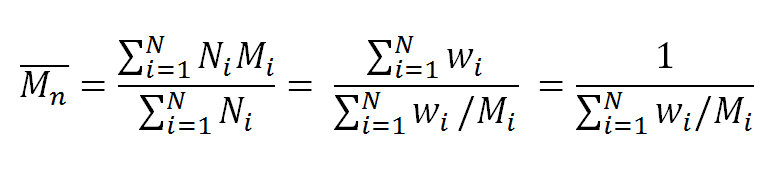 $\overline{M_n} = \frac{\sum_{i=1}^{N} N_i M_i}{\sum_{i=1}^{N} N_i} = \frac{\sum_{i=1}^{N} w_i}{\sum_{i=1}^{N} w_i / M_i} = \frac{1}{\sum_{i=1}^{N} w_i / M_i}$